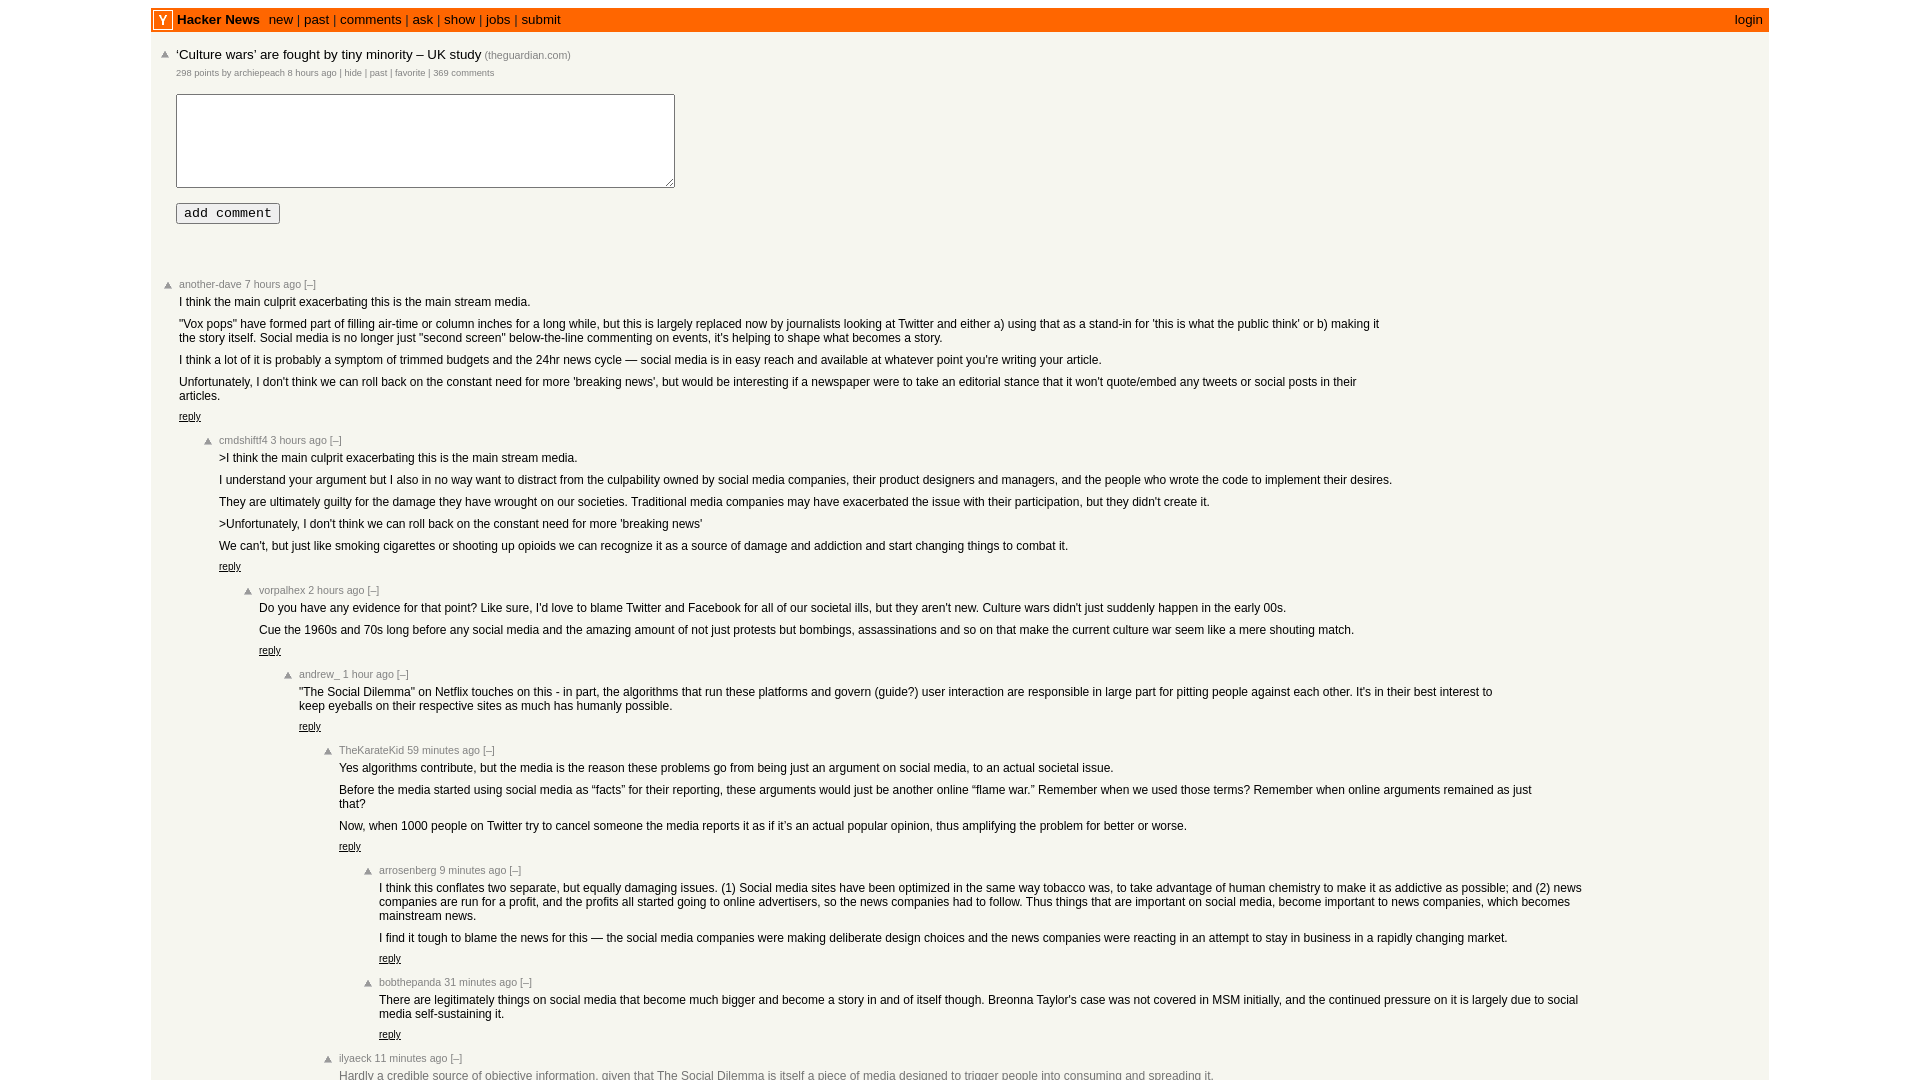 Y Hacker News new | past | comments | ask | show | jobs | submit login
‘Culture wars’ are fought by tiny minority – UK study (theguardian.com)
298 points by archiepeach 8 hours ago | hide | past | favorite | 369 comments
add comment
another-dave 7 hours ago [–]
I think the main culprit exacerbating this is the main stream media.
"Vox pops" have formed part of filling air-time or column inches for a long while, but this is largely replaced now by journalists looking at Twitter and either a) using that as a stand-in for 'this is what the public think' or b) making it
the story itself. Social media is no longer just "second screen" below-the-line commenting on events, it's helping to shape what becomes a story.
I think a lot of it is probably a symptom of trimmed budgets and the 24hr news cycle — social media is in easy reach and available at whatever point you're writing your article.
Unfortunately, I don't think we can roll back on the constant need for more 'breaking news', but would be interesting if a newspaper were to take an editorial stance that it won't quote/embed any tweets or social posts in their
articles.
reply
cmdshiftf4 3 hours ago [–]
>I think the main culprit exacerbating this is the main stream media.
I understand your argument but I also in no way want to distract from the culpability owned by social media companies, their product designers and managers, and the people who wrote the code to implement their desires.
They are ultimately guilty for the damage they have wrought on our societies. Traditional media companies may have exacerbated the issue with their participation, but they didn't create it.
>Unfortunately, I don't think we can roll back on the constant need for more 'breaking news'
We can't, but just like smoking cigarettes or shooting up opioids we can recognize it as a source of damage and addiction and start changing things to combat it.
reply
vorpalhex 2 hours ago [–]
Do you have any evidence for that point? Like sure, I'd love to blame Twitter and Facebook for all of our societal ills, but they aren't new. Culture wars didn't just suddenly happen in the early 00s.
Cue the 1960s and 70s long before any social media and the amazing amount of not just protests but bombings, assassinations and so on that make the current culture war seem like a mere shouting match.
reply
andrew_ 1 hour ago [–]
"The Social Dilemma" on Netflix touches on this - in part, the algorithms that run these platforms and govern (guide?) user interaction are responsible in large part for pitting people against each other. It's in their best interest to
keep eyeballs on their respective sites as much has humanly possible.
reply
TheKarateKid 59 minutes ago [–]
Yes algorithms contribute, but the media is the reason these problems go from being just an argument on social media, to an actual societal issue.
Before the media started using social media as “facts” for their reporting, these arguments would just be another online “flame war.” Remember when we used those terms? Remember when online arguments remained as just
that?
Now, when 1000 people on Twitter try to cancel someone the media reports it as if it’s an actual popular opinion, thus amplifying the problem for better or worse.
reply
arrosenberg 9 minutes ago [–]
I think this conflates two separate, but equally damaging issues. (1) Social media sites have been optimized in the same way tobacco was, to take advantage of human chemistry to make it as addictive as possible; and (2) news
companies are run for a profit, and the profits all started going to online advertisers, so the news companies had to follow. Thus things that are important on social media, become important to news companies, which becomes
mainstream news.
I find it tough to blame the news for this — the social media companies were making deliberate design choices and the news companies were reacting in an attempt to stay in business in a rapidly changing market.
reply
bobthepanda 31 minutes ago [–]
There are legitimately things on social media that become much bigger and become a story in and of itself though. Breonna Taylor's case was not covered in MSM initially, and the continued pressure on it is largely due to social
media self-sustaining it.
reply
ilyaeck 11 minutes ago [–]
Hardly a credible source of objective information, given that The Social Dilemma is itself a piece of media designed to trigger people into consuming and spreading it.